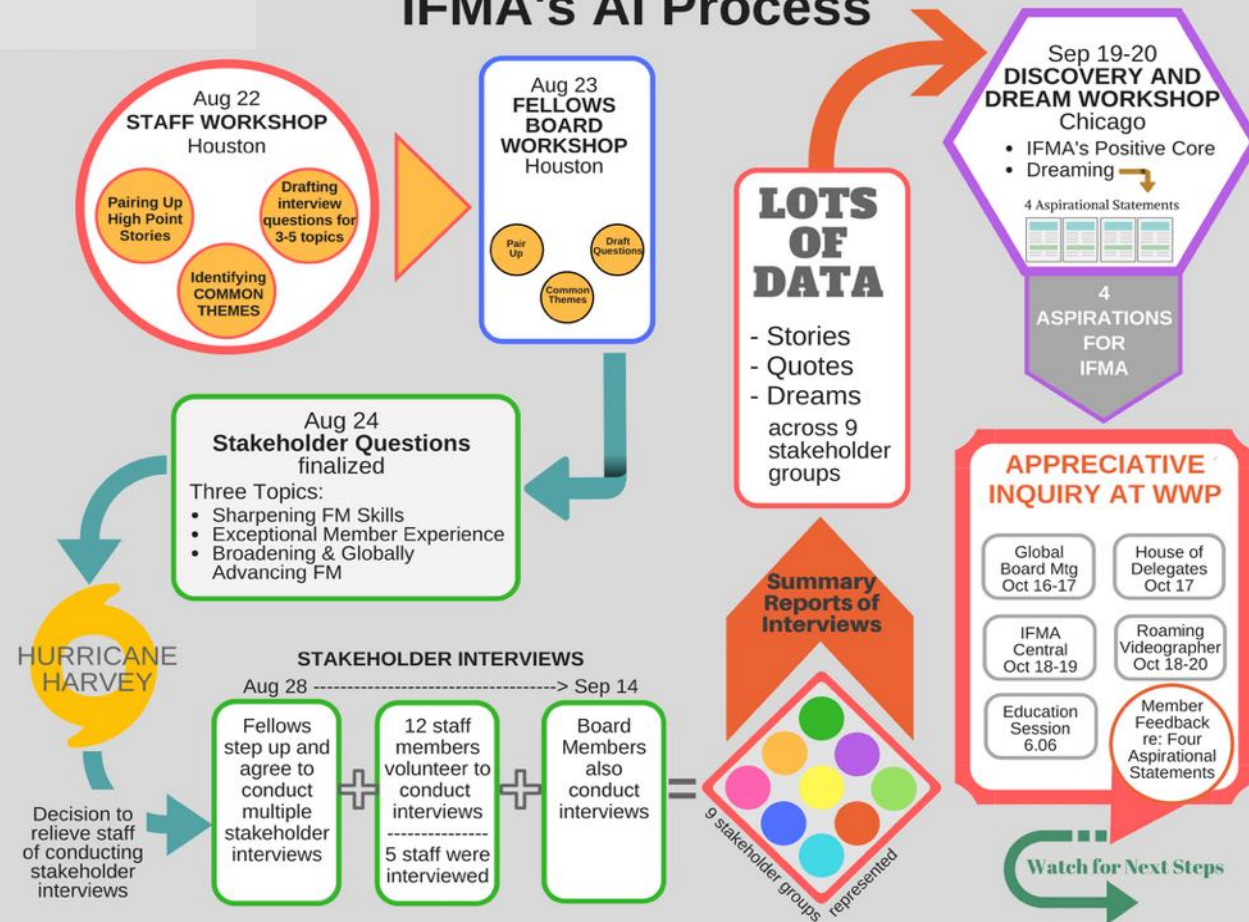 IFMA's AI Process
Aug 22
STAFF WORKSHOP
Houston
Pairing Up
High Point
Stories
Drafting
interview
questions for
3-5 topics
Identifying
COMMON
THEMES
Aug 23
FELLOWS
BOARD
WORKSHOP
Houston
Pair
Up
Draft
Questions
Common
Themes
Aug 24
Stakeholder Questions
finalized
Three Topics:
• Sharpening FM Skills
• Exceptional Member Experience
• Broadening & Globally
Advancing FM
HURRICANE
HARVEY
Decision to
relieve staff
of conducting
stakeholder
interviews
STAKEHOLDER INTERVIEWS
Aug 28 -----------------------------------> Sep 14
Fellows
step up and
agree to
conduct
multiple
stakeholder
interviews
12 staff
members
volunteer to
conduct
interviews
---------------
5 staff were
interviewed
Board
Members
also
conduct
interviews
9 stakeholder groups
represented
Summary
Reports of
Interviews
LOTS
OF
DATA
- Stories
- Quotes
- Dreams
across 9
stakeholder
groups
Sep 19-20
DISCOVERY AND
DREAM WORKSHOP
Chicago
• IFMA's Positive Core
• Dreaming
4 Aspirational Statements
4
ASPIRATIONS
FOR
IFMA
APPRECIATIVE
INQUIRY AT WWP
Global
Board Mtg
Oct 16-17
House of
Delegates
Oct 17
IFMA
Central
Oct 18-19
Roaming
Videographer
Oct 18-20
Education
Session
6.06
Member
Feedback
re: Four
Aspirational
Statements
Watch for Next Steps